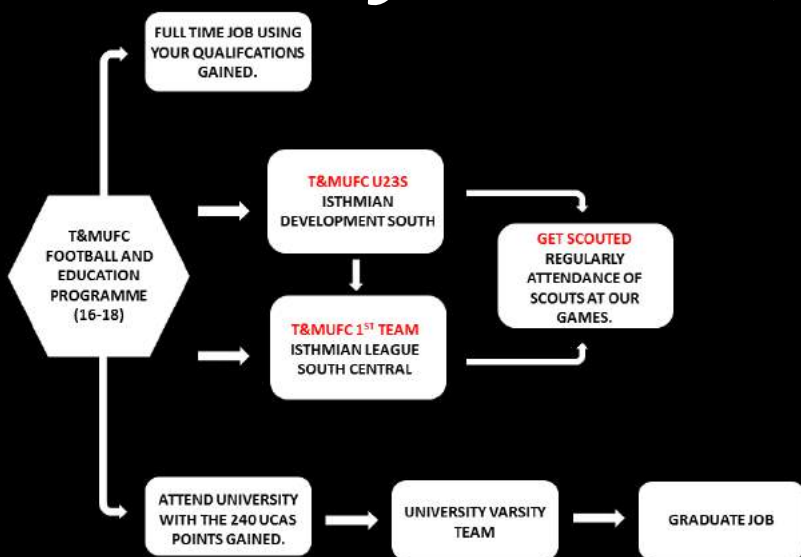 FULL TIME JOB USING
YOUR QUALIFCATIONS
GAINED.
T&MUFC U23S
ISTHMIAN
DEVELOPMENT SOUTH
T&MUFC
FOOTBALL AND
EDUCATION
PROGRAMME
(16-18)
GET SCOUTED
REGULARLY
ATTENDANCE OF
SCOUTS AT OUR
GAMES.
T&MUFC 1ST TEAM
ISTHMIAN LEAGUE
SOUTH CENTRAL
ATTEND UNIVERSITY
WITH THE 240 UCAS
POINTS GAINED.
UNIVERSITY VARSITY
TEAM
GRADUATE JOB